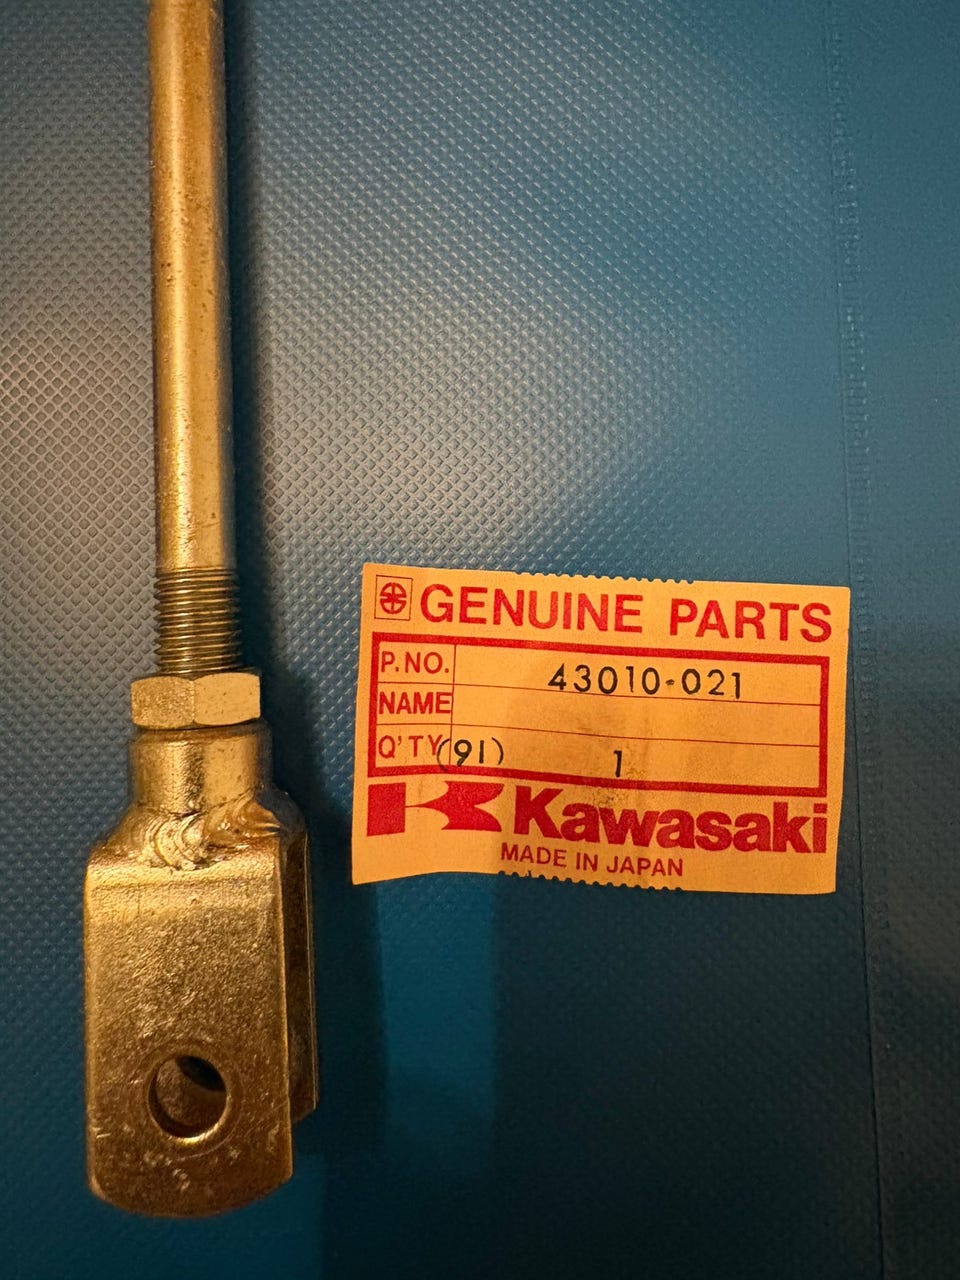 GENUINE PARTS
P.NO. 43010-021
NAME
Q'TY (91) 1
Kawasaki
MADE IN JAPAN